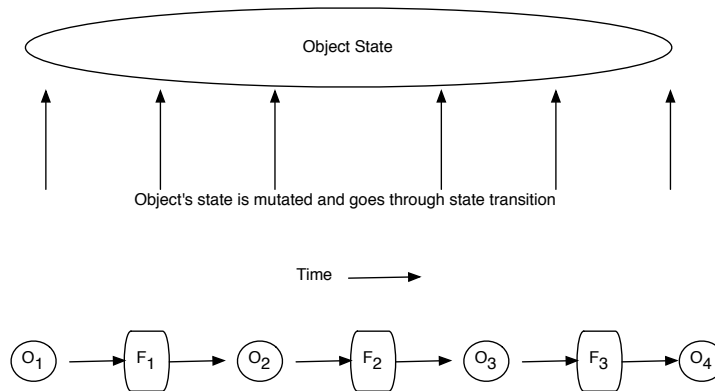 Object State
Object's state is mutated and goes through state transition
Time
O1 F1 O2 F2 O3 F3 O4